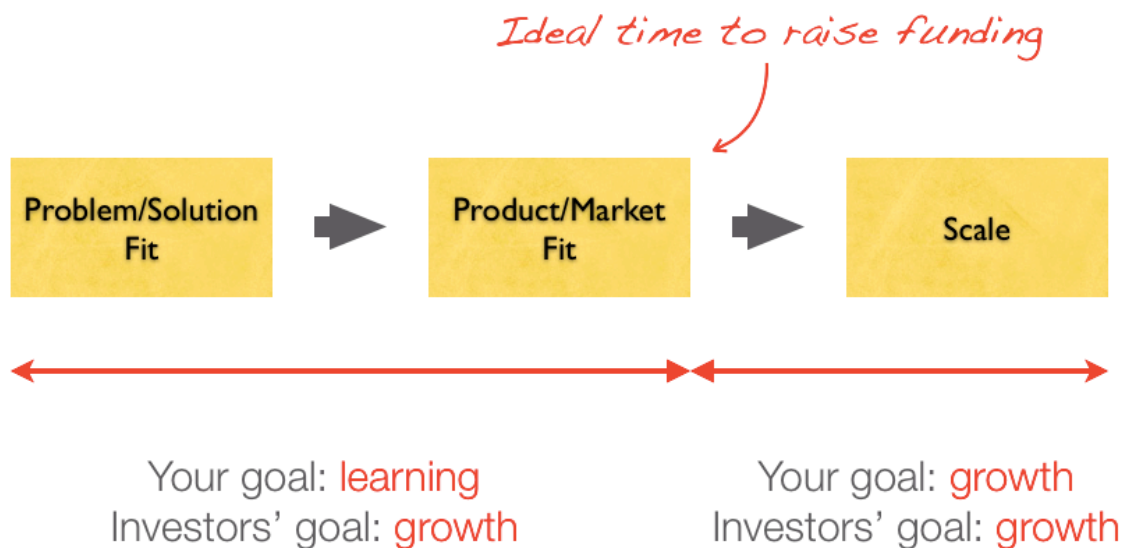 Ideal time to raise funding
Problem/Solution
Fit
Product/Market
Fit
Scale
Your goal: learning
Investors’ goal: growth
Your goal: growth
Investors’ goal: growth